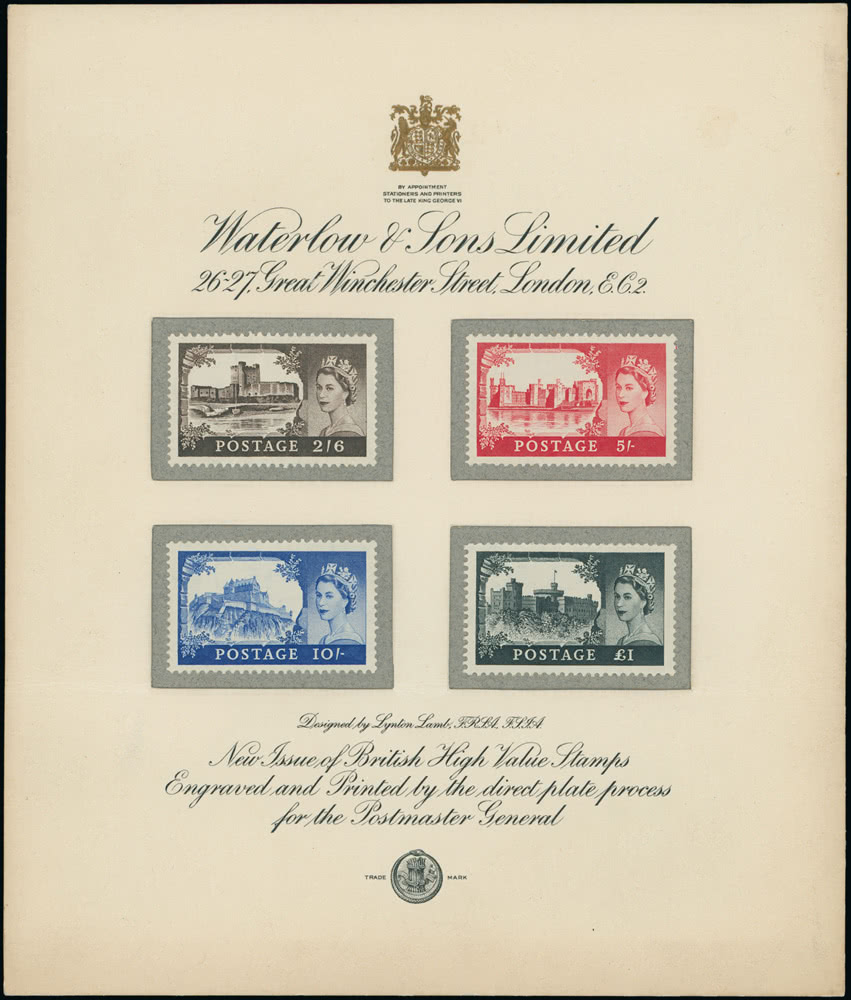 BY APPOINTMENT
STATIONERS AND PRINTERS
TO THE LATE KING GEORGE VI
Waterlow & Sons Limited
26-27, Great Winchester Street, London, E.C.2.
POSTAGE 2/6
POSTAGE 5/-
POSTAGE 10/-
POSTAGE £1
Designed by Lynton Lamb, F.R.S.A., F.S.I.A.
New Issue of British High Value Stamps
Engraved and Printed by the direct plate process
for the Postmaster General
TRADE MARK